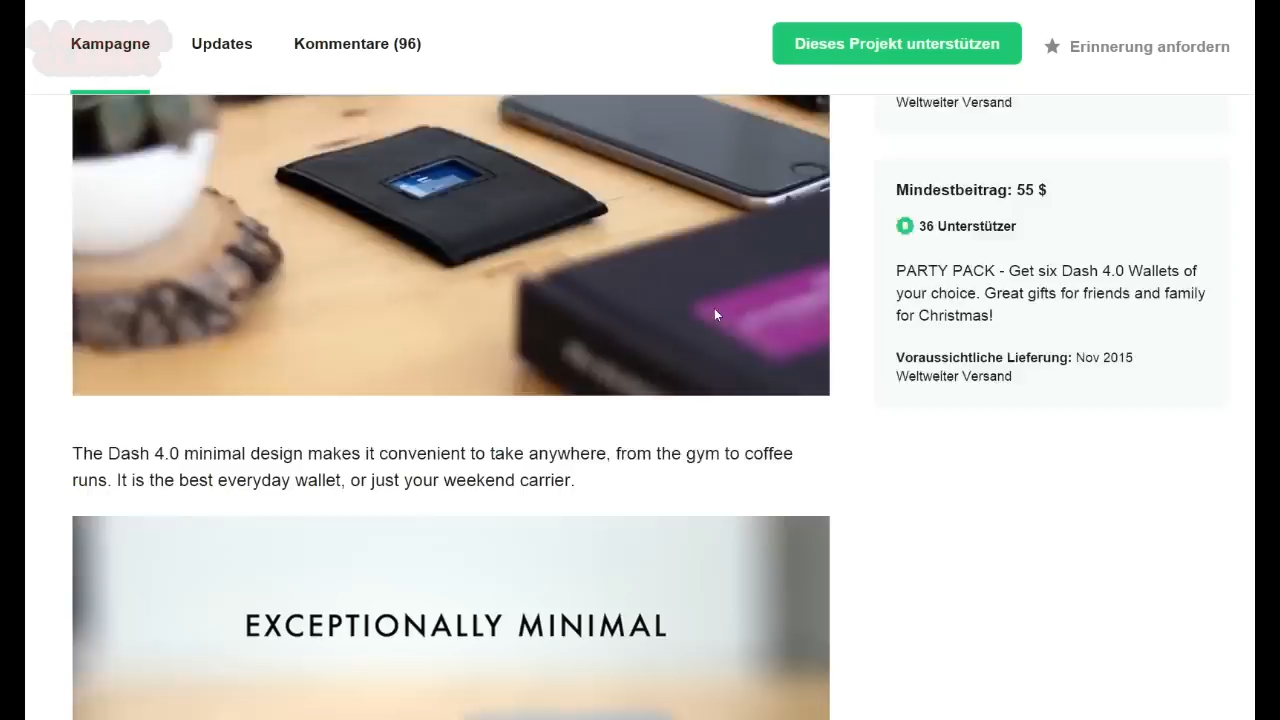 Kampagne Updates Kommentare (96) Dieses Projekt unterstützen Erinnerung anfordern
Weltweiter Versand
Mindestbeitrag: 55 $
36 Unterstützer
PARTY PACK - Get six Dash 4.0 Wallets of
your choice. Great gifts for friends and family
for Christmas!
Voraussichtliche Lieferung: Nov 2015
Weltweiter Versand
The Dash 4.0 minimal design makes it convenient to take anywhere, from the gym to coffee
runs. It is the best everyday wallet, or just your weekend carrier.
EXCEPTIONALLY MINIMAL